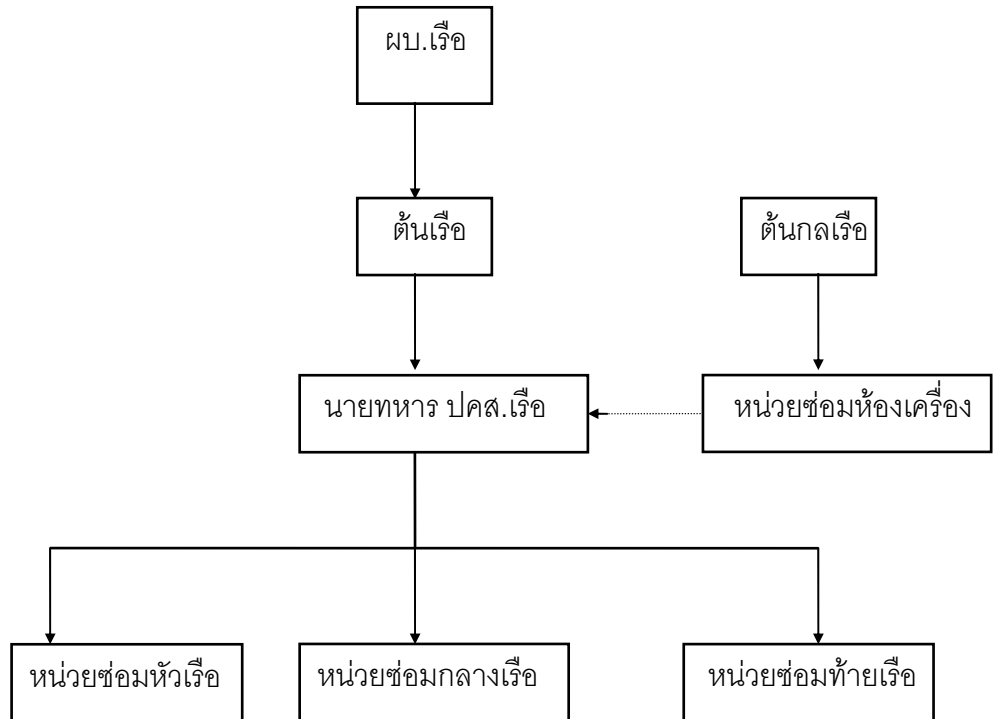 ผบ.เรือ
ต้นเรือ
ต้นกลเรือ
นายทหาร ปคส.เรือ
หน่วยซ่อมห้องเครื่อง
หน่วยซ่อมหัวเรือ
หน่วยซ่อมกลางเรือ
หน่วยซ่อมท้ายเรือ